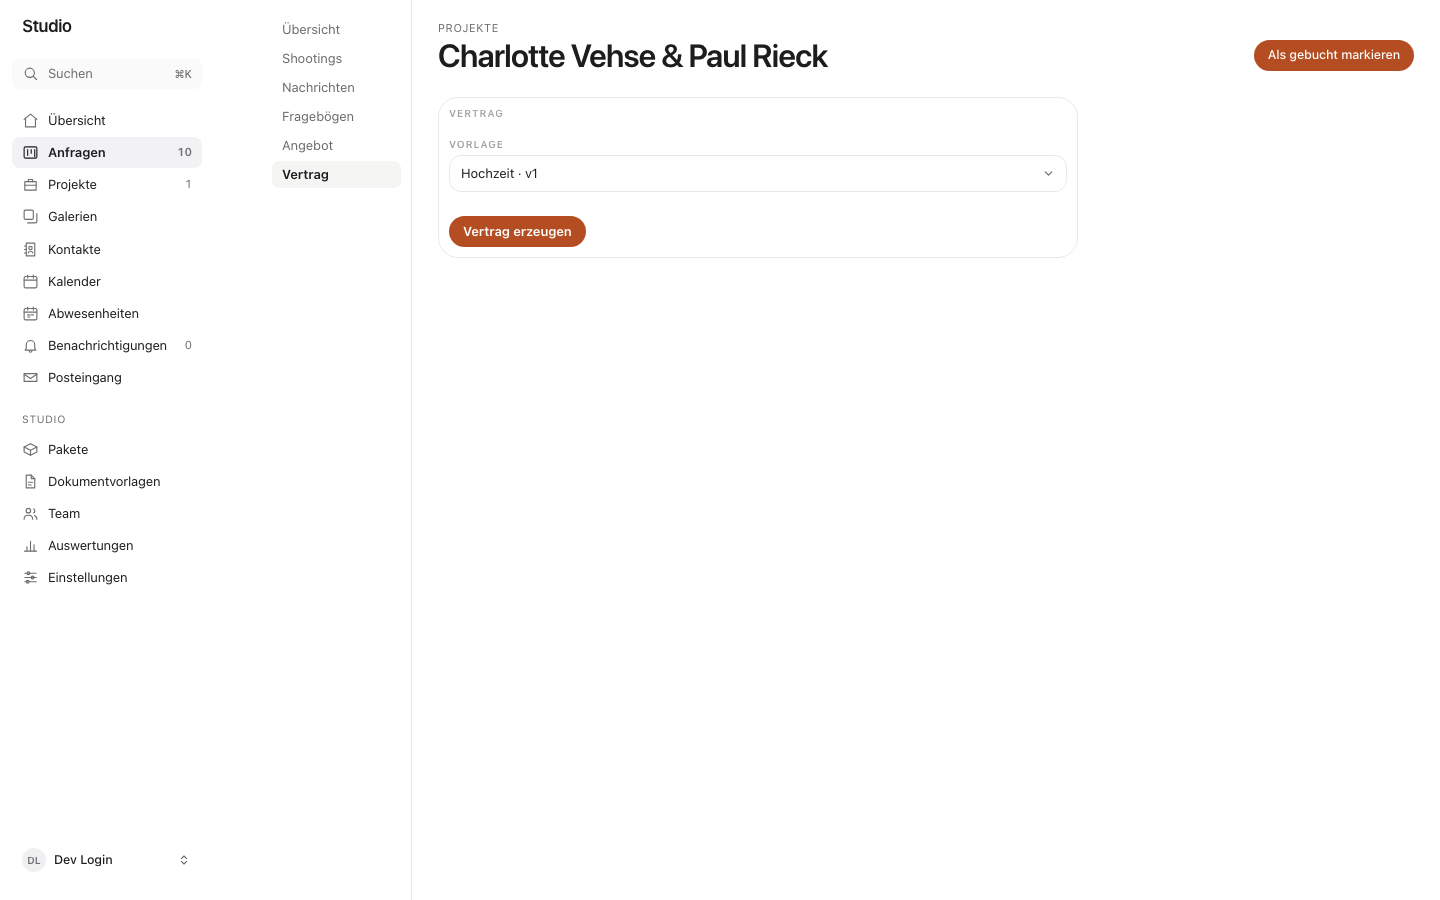 Studio
Suchen ⌘K
Übersicht
Anfragen 10
Projekte 1
Galerien
Kontakte
Kalender
Abwesenheiten
Benachrichtigungen 0
Posteingang
STUDIO
Pakete
Dokumentvorlagen
Team
Auswertungen
Einstellungen
DL Dev Login
Übersicht
Shootings
Nachrichten
Fragebögen
Angebot
Vertrag
PROJEKTE
Charlotte Vehse & Paul Rieck
Als gebucht markieren
VERTRAG
VORLAGE
Hochzeit · v1
Vertrag erzeugen